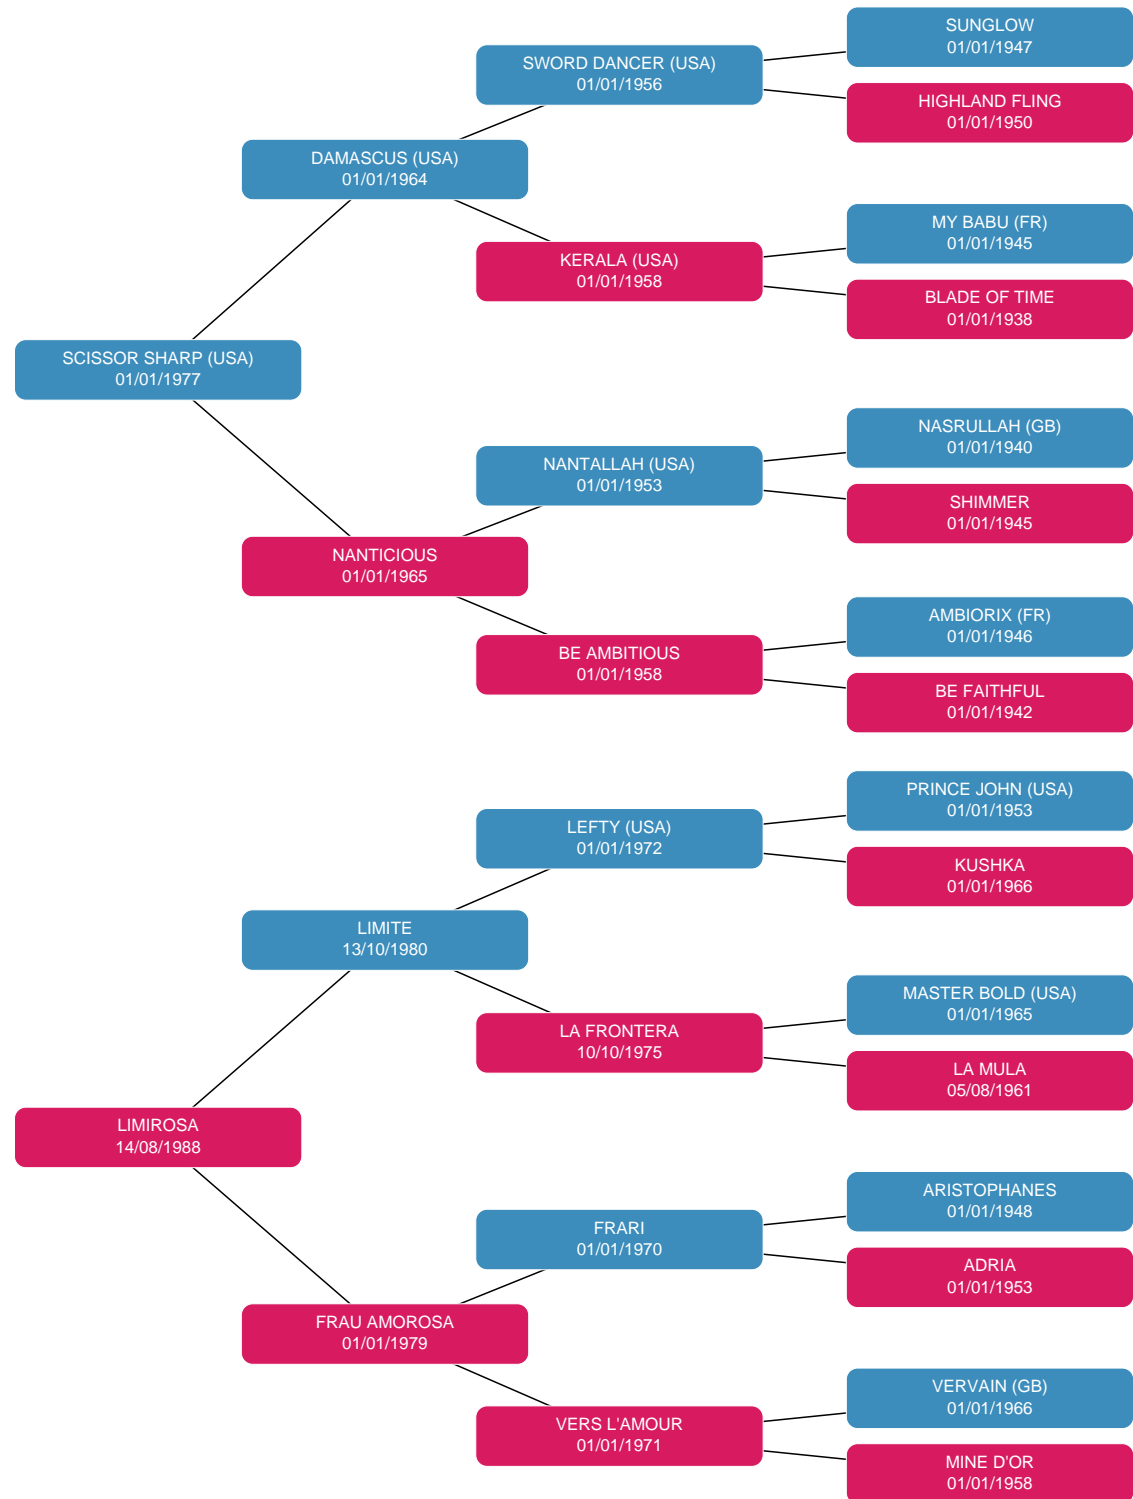 SUNGLOW
01/01/1947
SWORD DANCER (USA)
01/01/1956
HIGHLAND FLING
01/01/1950
DAMASCUS (USA)
01/01/1964
MY BABU (FR)
01/01/1945
KERALA (USA)
01/01/1958
BLADE OF TIME
01/01/1938
SCISSOR SHARP (USA)
01/01/1977
NASRULLAH (GB)
01/01/1940
NANTALLAH (USA)
01/01/1953
SHIMMER
01/01/1945
NANTICIOUS
01/01/1965
AMBIORIX (FR)
01/01/1946
BE AMBITIOUS
01/01/1958
BE FAITHFUL
01/01/1942
PRINCE JOHN (USA)
01/01/1953
LEFTY (USA)
01/01/1972
KUSHKA
01/01/1966
LIMITE
13/10/1980
MASTER BOLD (USA)
01/01/1965
LA FRONTERA
10/10/1975
LA MULA
05/08/1961
LIMIROSA
14/08/1988
ARISTOPHANES
01/01/1948
FRARI
01/01/1970
ADRIA
01/01/1953
FRAU AMOROSA
01/01/1979
VERVAIN (GB)
01/01/1966
VERS L'AMOUR
01/01/1971
MINE D'OR
01/01/1958